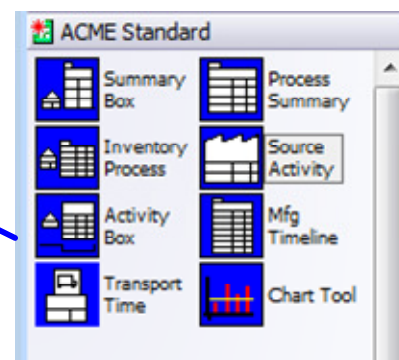 ACME Standard
Summary
Box
Process
Summary
Inventory
Process
Source
Activity
Activity
Box
Mfg
Timeline
Transport
Time
Chart Tool